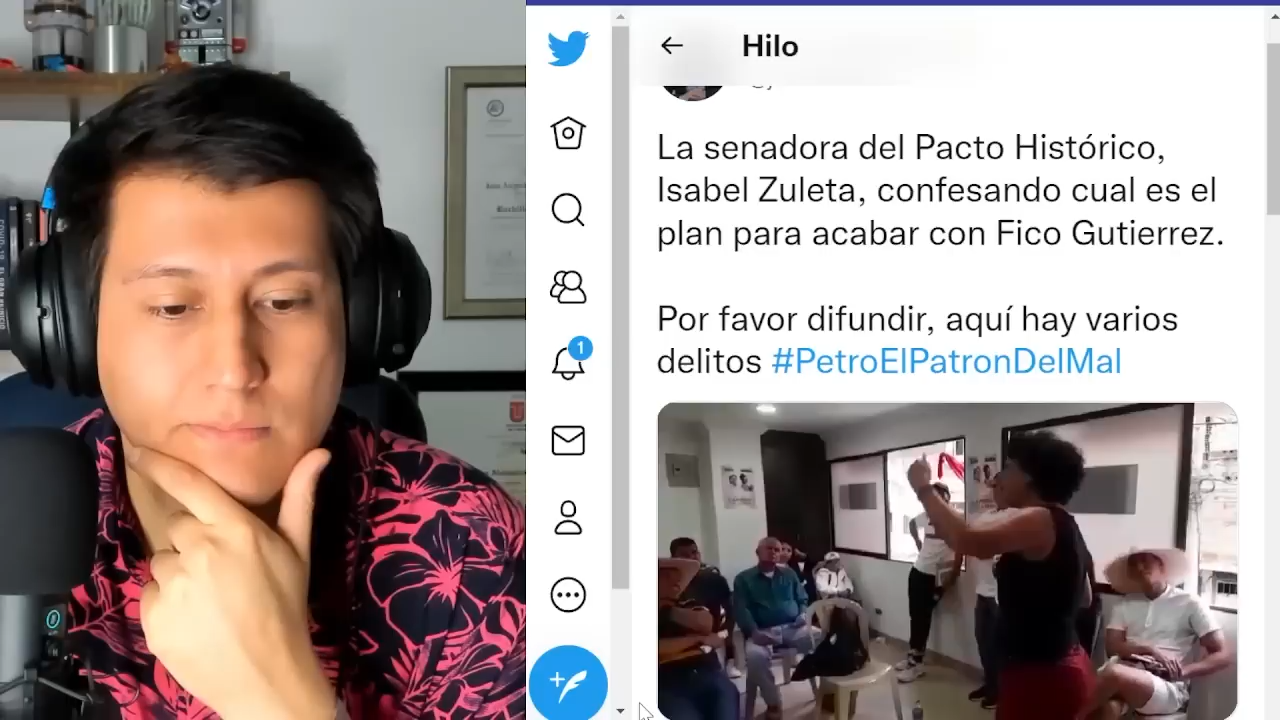 Hilo
La senadora del Pacto Histórico,
Isabel Zuleta, confesando cual es el
plan para acabar con Fico Gutierrez.
Por favor difundir, aquí hay varios
delitos #PetroElPatronDelMal
1